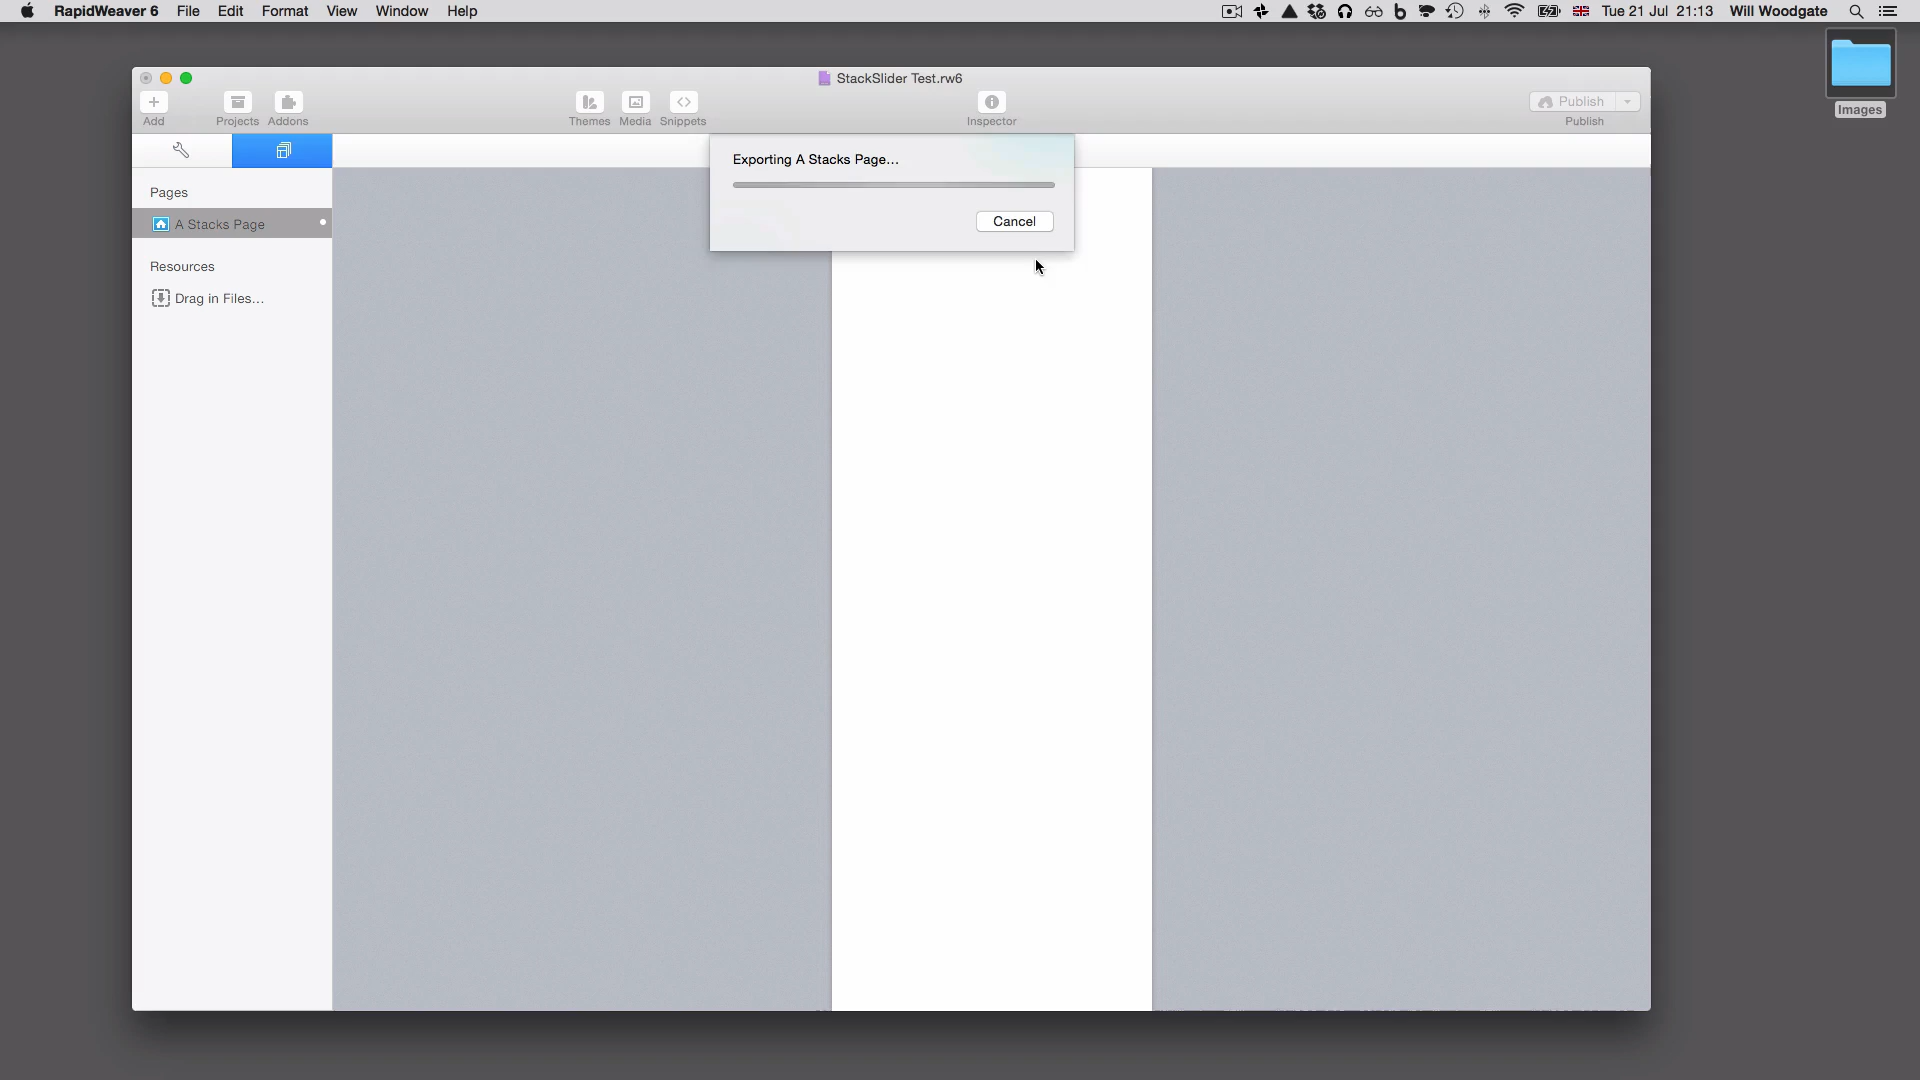 RapidWeaver 6 File Edit Format View Window Help
Tue 21 Jul 21:13 Will Woodgate
StackSlider Test.rw6
Add Projects Addons Themes Media Snippets Inspector
Publish
Publish
Exporting A Stacks Page...
Cancel
Pages
A Stacks Page
Resources
Drag in Files...
Images